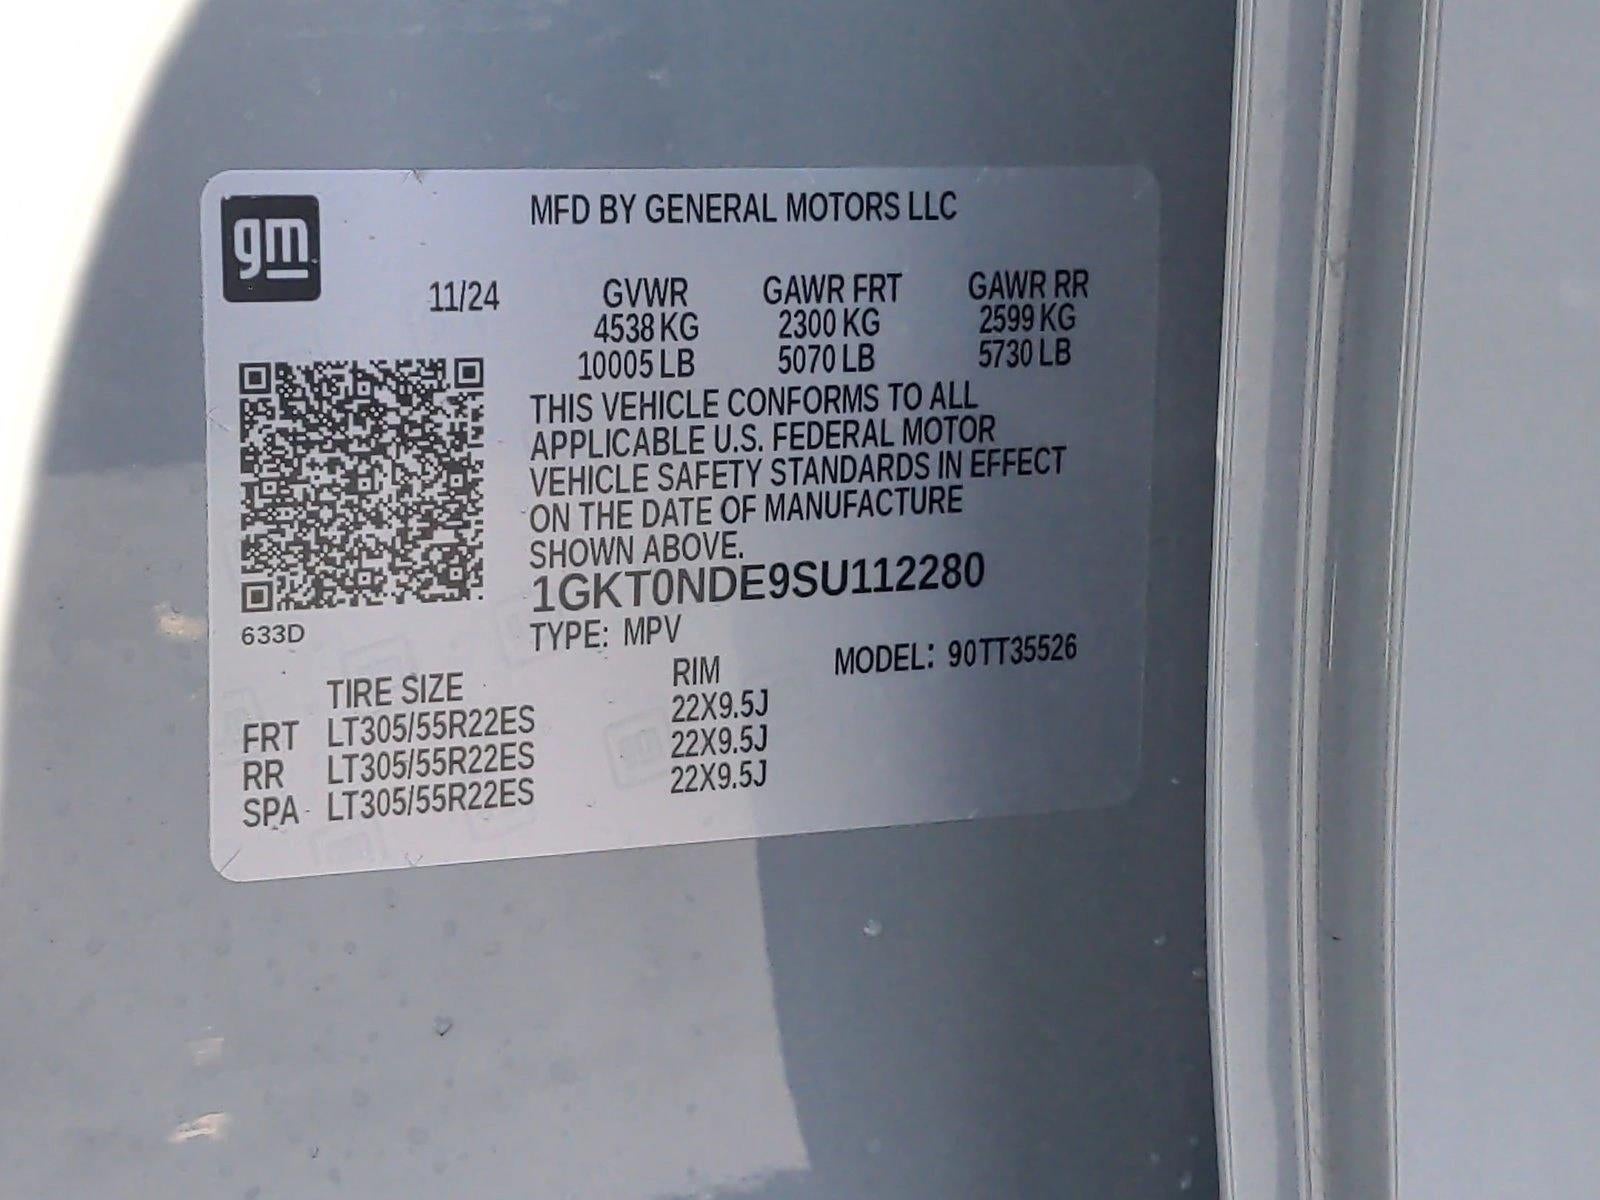 gm
MFD BY GENERAL MOTORS LLC
11/24 GVWR GAWR FRT GAWR RR
4538 KG 2300 KG 2599 KG
10005 LB 5070 LB 5730 LB
THIS VEHICLE CONFORMS TO ALL
APPLICABLE U.S. FEDERAL MOTOR
VEHICLE SAFETY STANDARDS IN EFFECT
ON THE DATE OF MANUFACTURE
SHOWN ABOVE.
1GKT0NDE9SU112280
633D
TYPE: MPV MODEL: 90TT35526
TIRE SIZE RIM
FRT LT305/55R22ES 22X9.5J
RR LT305/55R22ES 22X9.5J
SPA LT305/55R22ES 22X9.5J